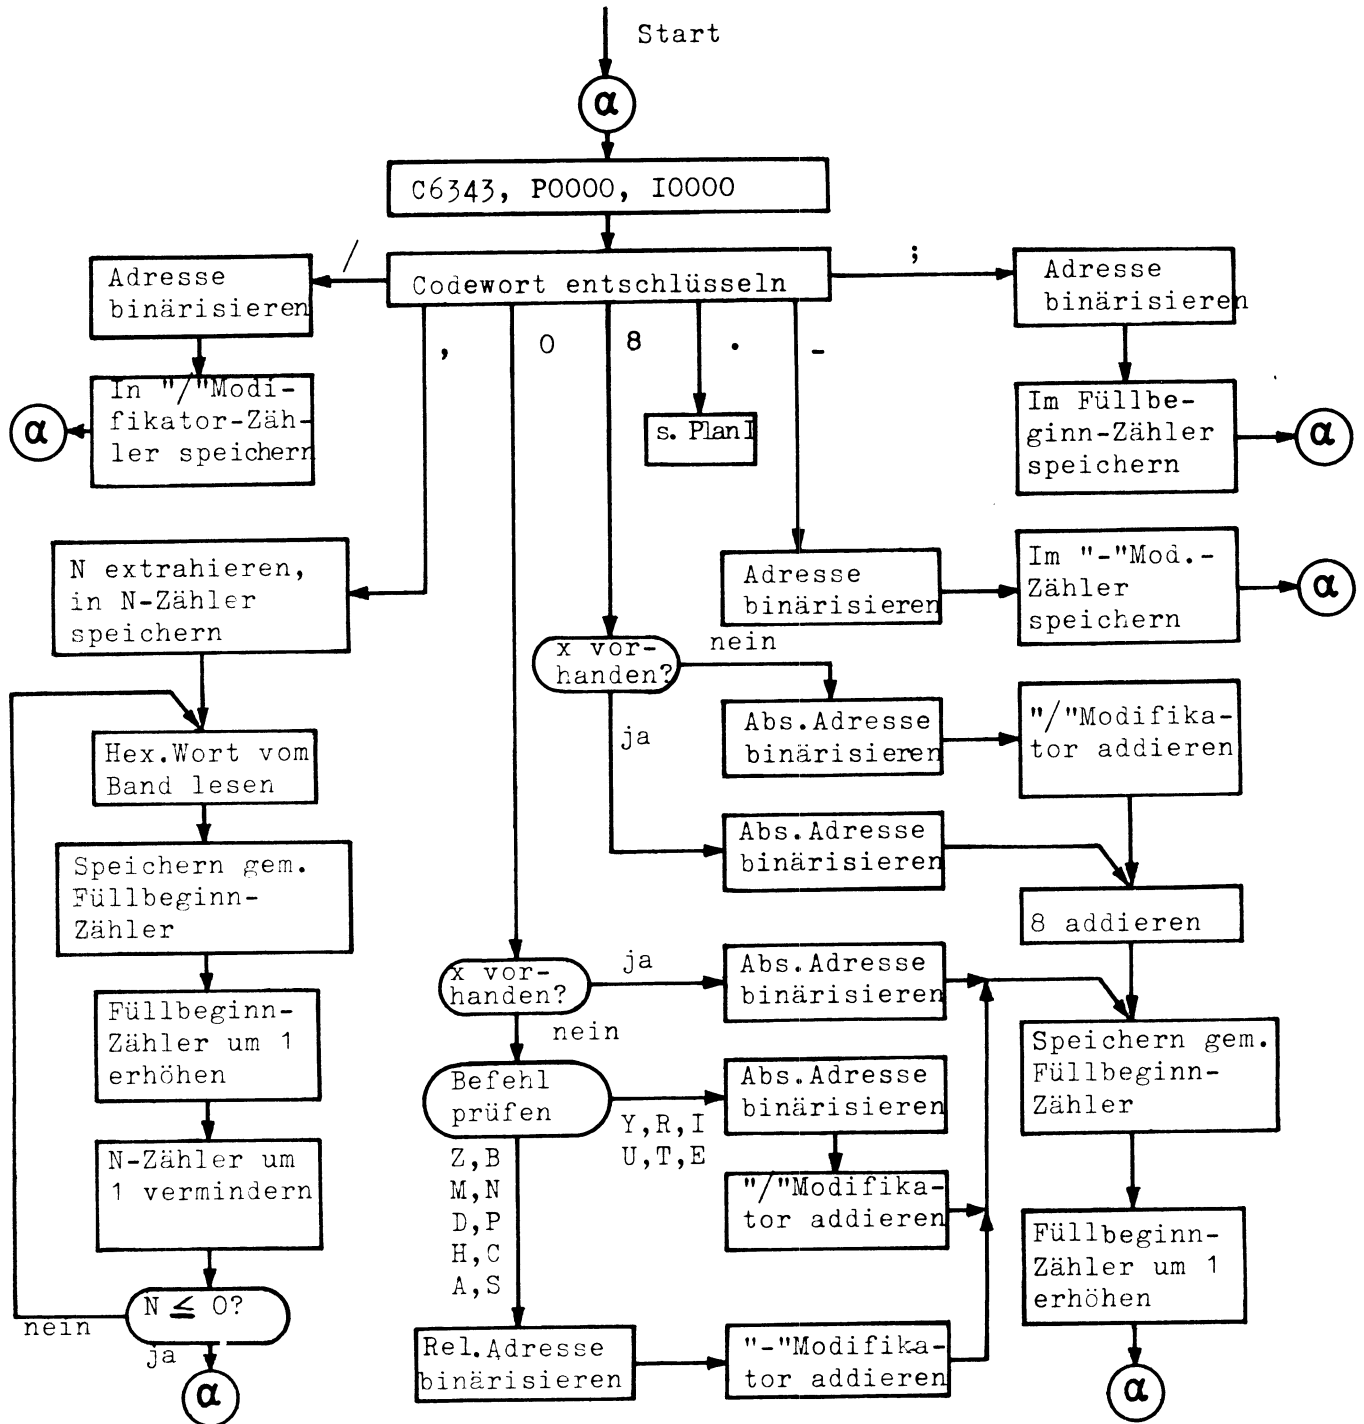 Start
α
C6343, P0000, I0000
/
Codewort entschlüsseln
;
Adresse
binärisieren
Adresse
binärisieren
,
0
8
.
-
In "/"Modi-
fikator-Zäh-
ler speichern
α
s. Plan I
Im Füllbe-
ginn-Zähler
speichern
α
N extrahieren,
in N-Zähler
speichern
Adresse
binärisieren
Im "-"Mod.-
Zähler
speichern
α
x vor-
handen?
nein
ja
Abs.Adresse
binärisieren
"/"Modifika-
tor addieren
Hex.Wort vom
Band lesen
Abs.Adresse
binärisieren
Speichern gem.
Füllbeginn-
Zähler
8 addieren
x vor-
handen?
ja
nein
Abs.Adresse
binärisieren
Füllbeginn-
Zähler um 1
erhöhen
Speichern gem.
Füllbeginn-
Zähler
Befehl
prüfen
Y,R,I
U,T,E
Abs.Adresse
binärisieren
Z,B
M,N
D,P
H,C
A,S
"/"Modifika-
tor addieren
N-Zähler um
1 vermindern
Füllbeginn-
Zähler um 1
erhöhen
N ≤ 0?
nein
ja
α
Rel.Adresse
binärisieren
"-"Modifika-
tor addieren
α